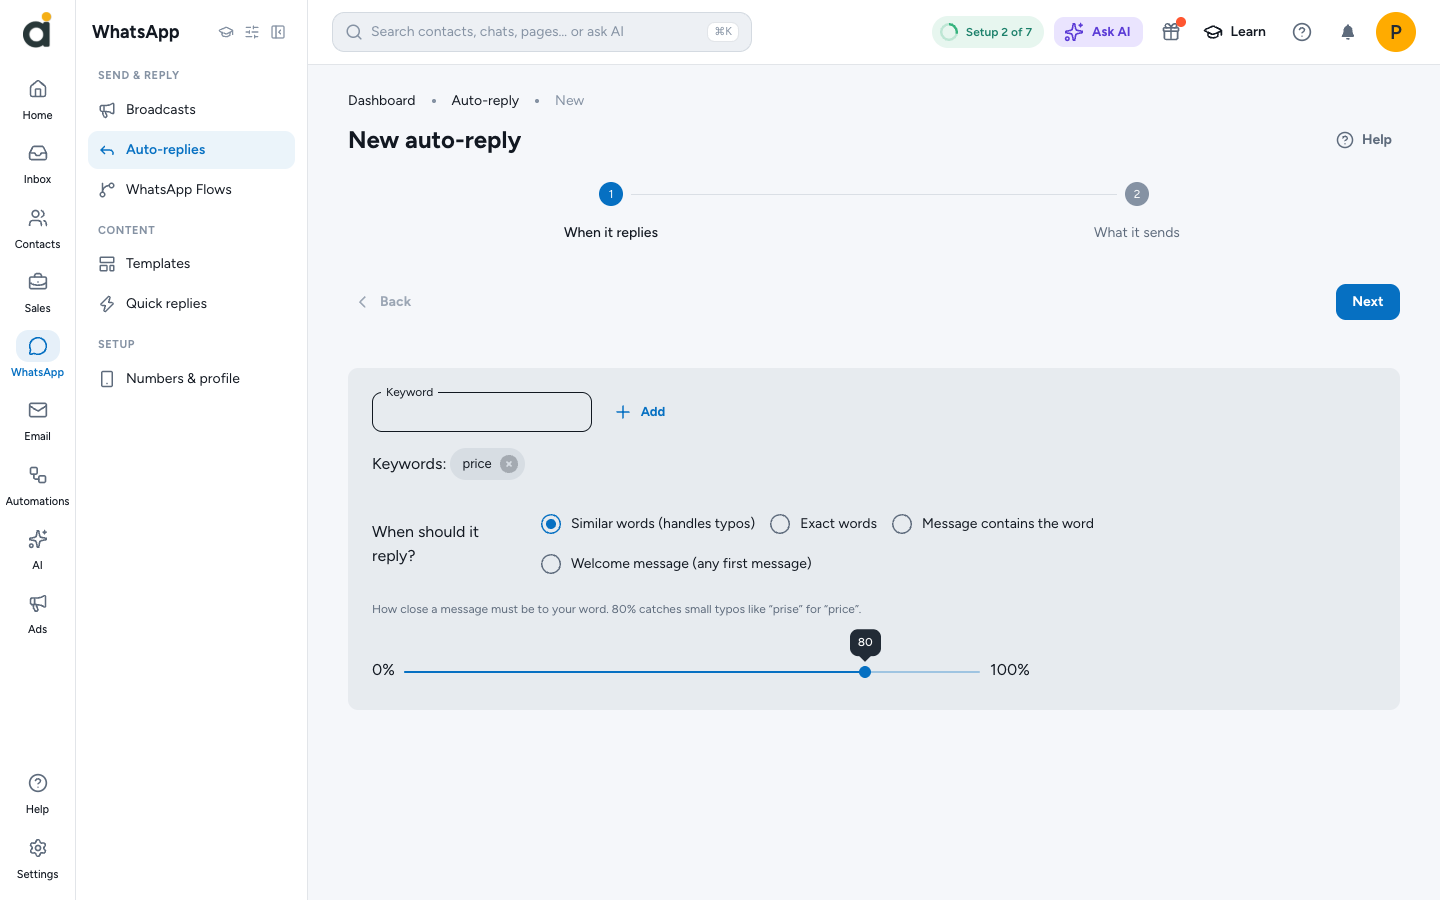 WhatsApp
Search contacts, chats, pages... or ask AI
⌘K
Setup 2 of 7
Ask AI
Learn
P
Home
Inbox
Contacts
Sales
WhatsApp
Email
Automations
AI
Ads
Help
Settings
SEND & REPLY
Broadcasts
Auto-replies
WhatsApp Flows
CONTENT
Templates
Quick replies
SETUP
Numbers & profile
Dashboard • Auto-reply • New
New auto-reply
Help
1
2
When it replies
What it sends
Back
Next
Keyword
Add
Keywords: price
When should it
reply?
Similar words (handles typos)
Exact words
Message contains the word
Welcome message (any first message)
How close a message must be to your word. 80% catches small typos like “prise” for “price”.
80
0%
100%